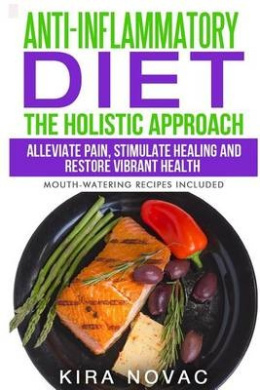 ANTI-INFLAMMATORY
DIET
THE HOLISTIC APPROACH
ALLEVIATE PAIN, STIMULATE HEALING AND
RESTORE VIBRANT HEALTH
MOUTH-WATERING RECIPES INCLUDED
KIRA NOVAC